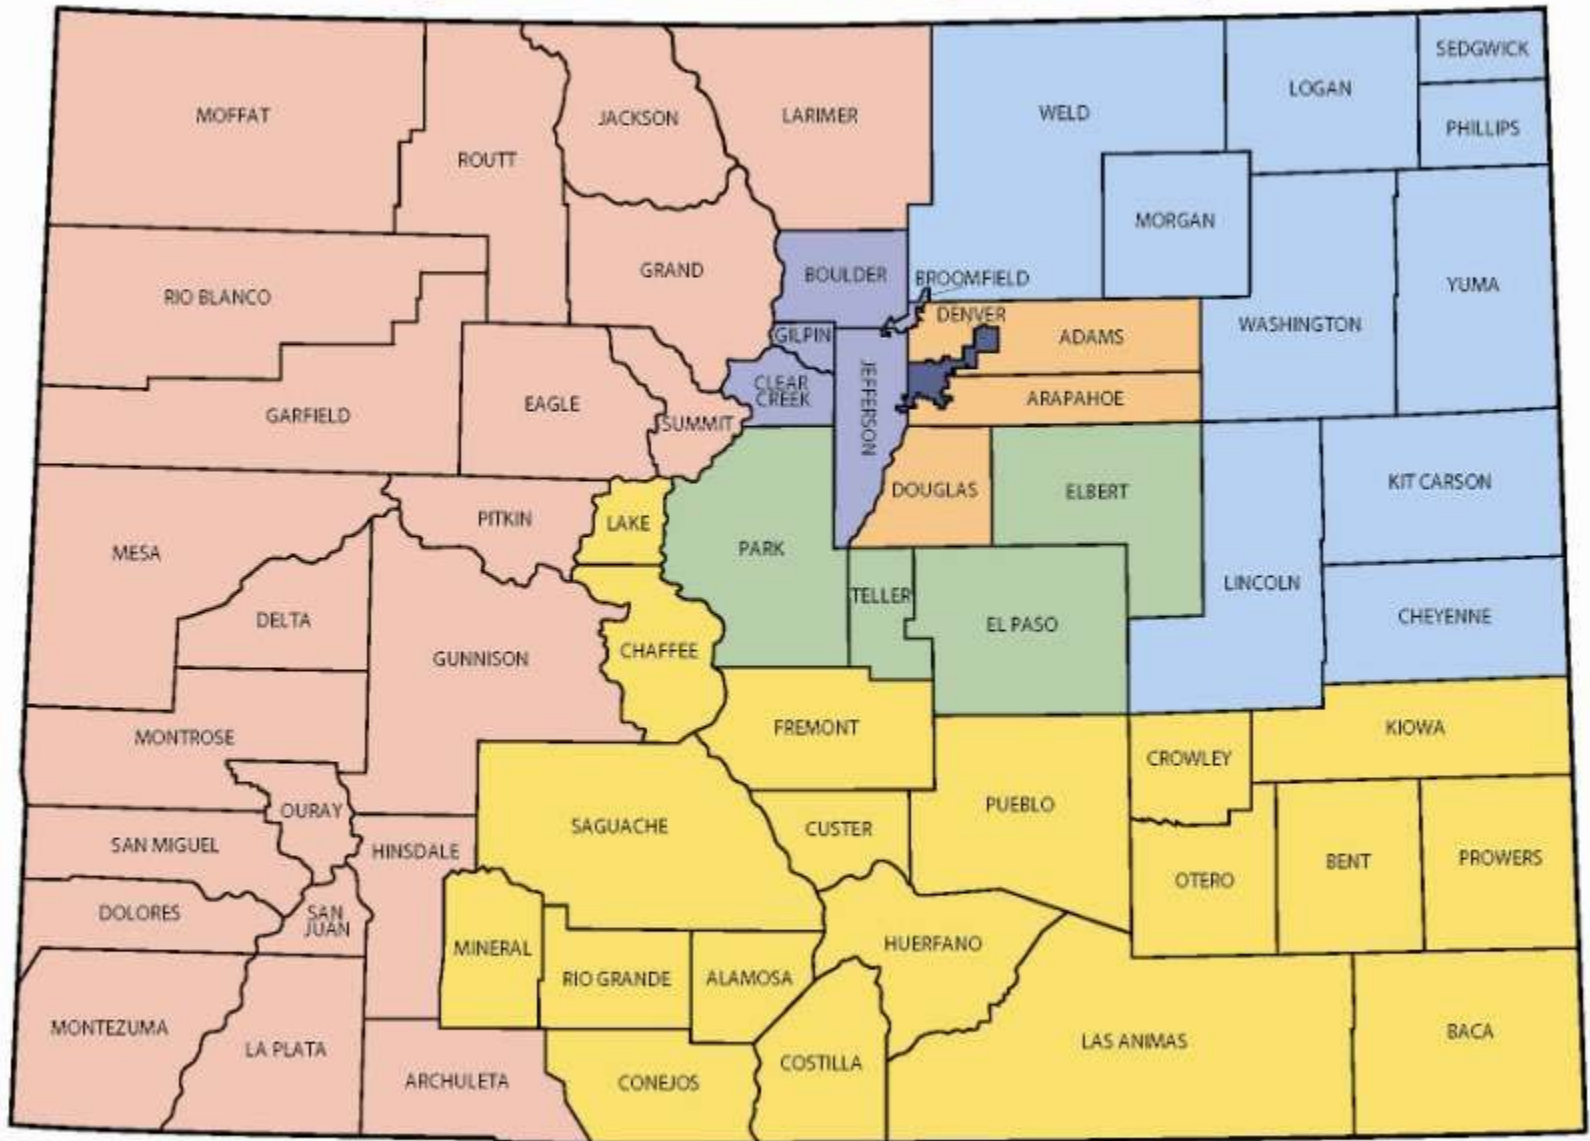 SEDGWICK
LOGAN
MOFFAT
JACKSON
LARIMER
WELD
PHILLIPS
ROUTT
MORGAN
GRAND
BOULDER
BROOMFIELD
YUMA
RIO BLANCO
DENVER
WASHINGTON
GILPIN
ADAMS
CLEAR
CREEK
ARAPAHOE
EAGLE
GARFIELD
SUMMIT
JEFFERSON
DOUGLAS
ELBERT
KIT CARSON
PITKIN
LAKE
MESA
PARK
LINCOLN
TELLER
DELTA
EL PASO
CHEYENNE
GUNNISON
CHAFFEE
MONTROSE
FREMONT
KIOWA
CROWLEY
OURAY
PUEBLO
SAGUACHE
CUSTER
SAN MIGUEL
HINSDALE
OTERO
BENT
PROWERS
DOLORES
SAN
JUAN
MINERAL
HUERFANO
RIO GRANDE
ALAMOSA
MONTEZUMA
LA PLATA
LAS ANIMAS
BACA
COSTILLA
ARCHULETA
CONEJOS